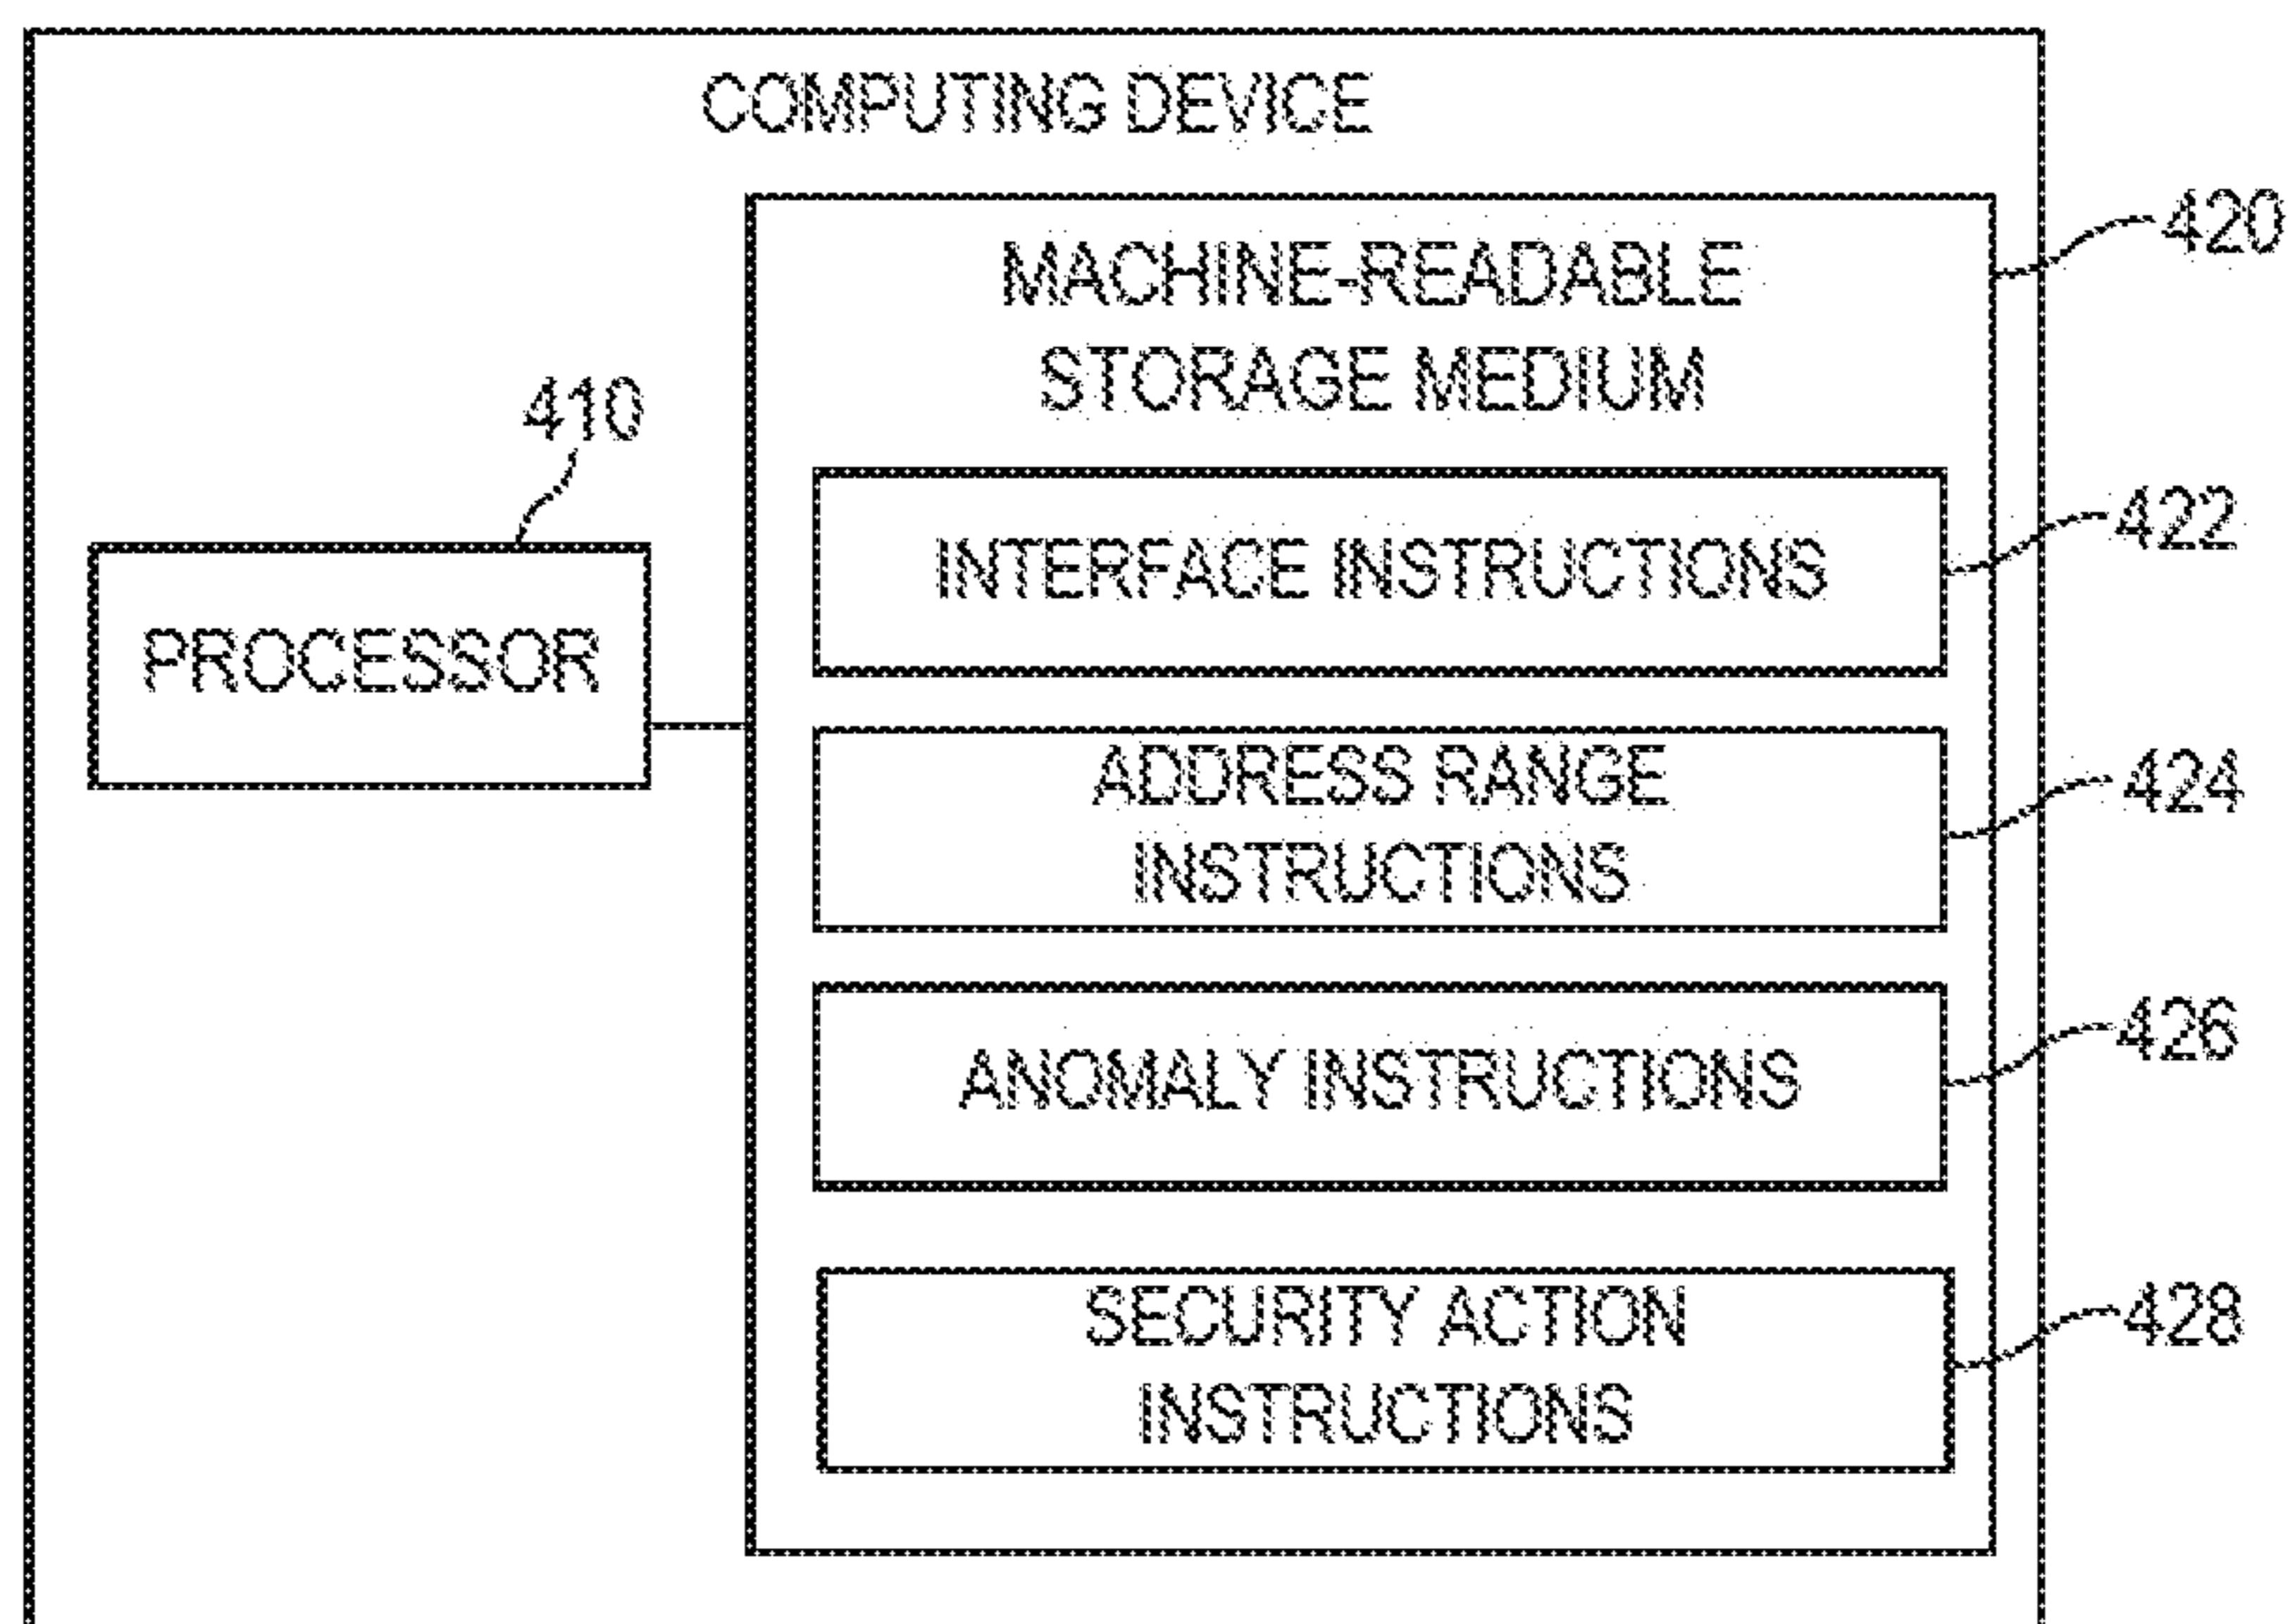 COMPUTING DEVICE
MACHINE-READABLE
STORAGE MEDIUM
420
410
PROCESSOR
INTERFACE INSTRUCTIONS
422
ADDRESS RANGE
INSTRUCTIONS
424
ANOMALY INSTRUCTIONS
426
SECURITY ACTION
INSTRUCTIONS
428